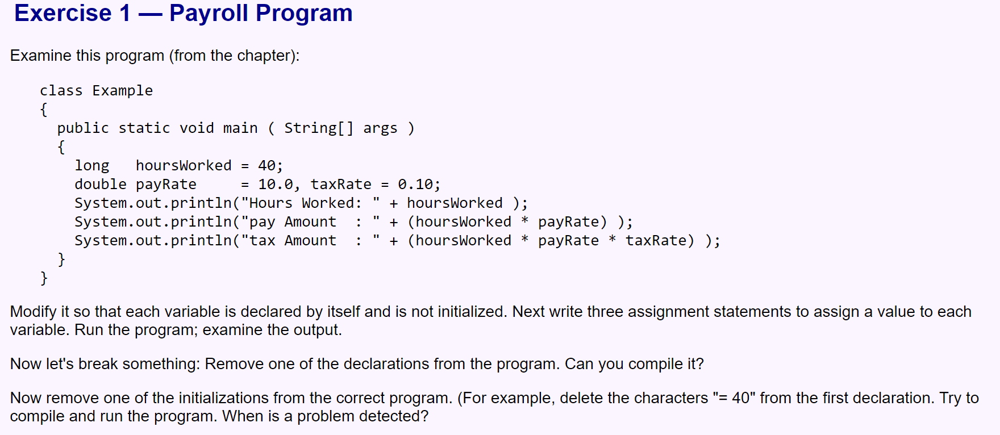 Exercise 1 — Payroll Program
Examine this program (from the chapter):
class Example
{
  public static void main ( String[] args )
  {
    long   hoursWorked = 40;
    double payRate     = 10.0, taxRate = 0.10;
    System.out.println("Hours Worked: " + hoursWorked );
    System.out.println("pay Amount  : " + (hoursWorked * payRate) );
    System.out.println("tax Amount  : " + (hoursWorked * payRate * taxRate) );
  }
}
Modify it so that each variable is declared by itself and is not initialized. Next write three assignment statements to assign a value to each
variable. Run the program; examine the output.
Now let's break something: Remove one of the declarations from the program. Can you compile it?
Now remove one of the initializations from the correct program. (For example, delete the characters "= 40" from the first declaration. Try to
compile and run the program. When is a problem detected?